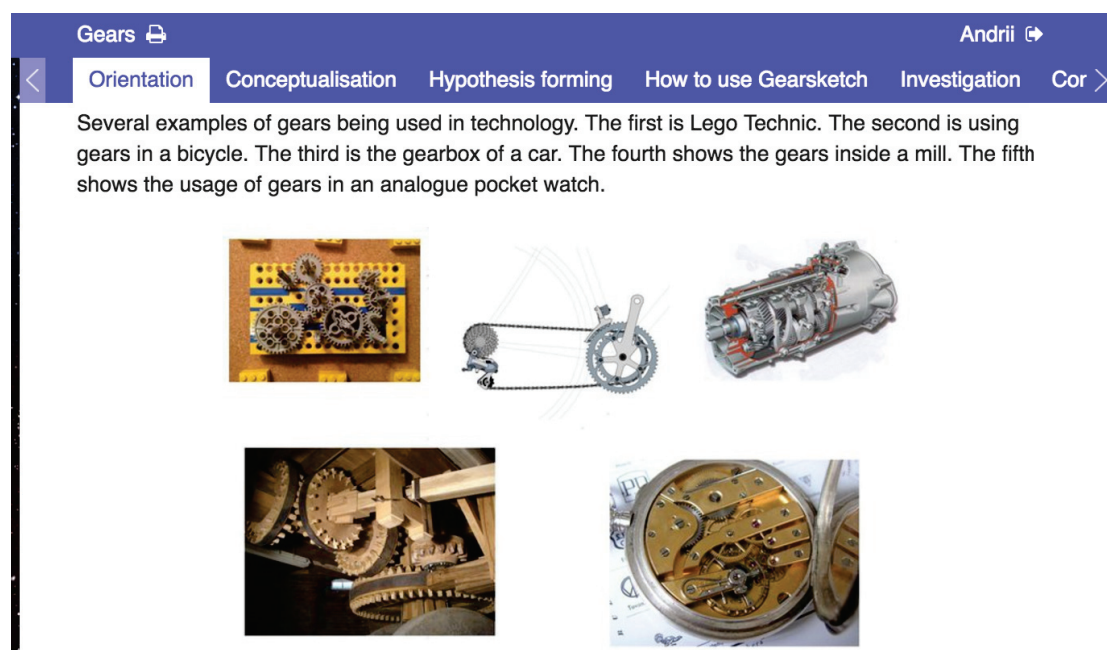 Gears
Andrii
Orientation
Conceptualisation
Hypothesis forming
How to use Gearsketch
Investigation
Cor
Several examples of gears being used in technology. The first is Lego Technic. The second is using
gears in a bicycle. The third is the gearbox of a car. The fourth shows the gears inside a mill. The fifth
shows the usage of gears in an analogue pocket watch.